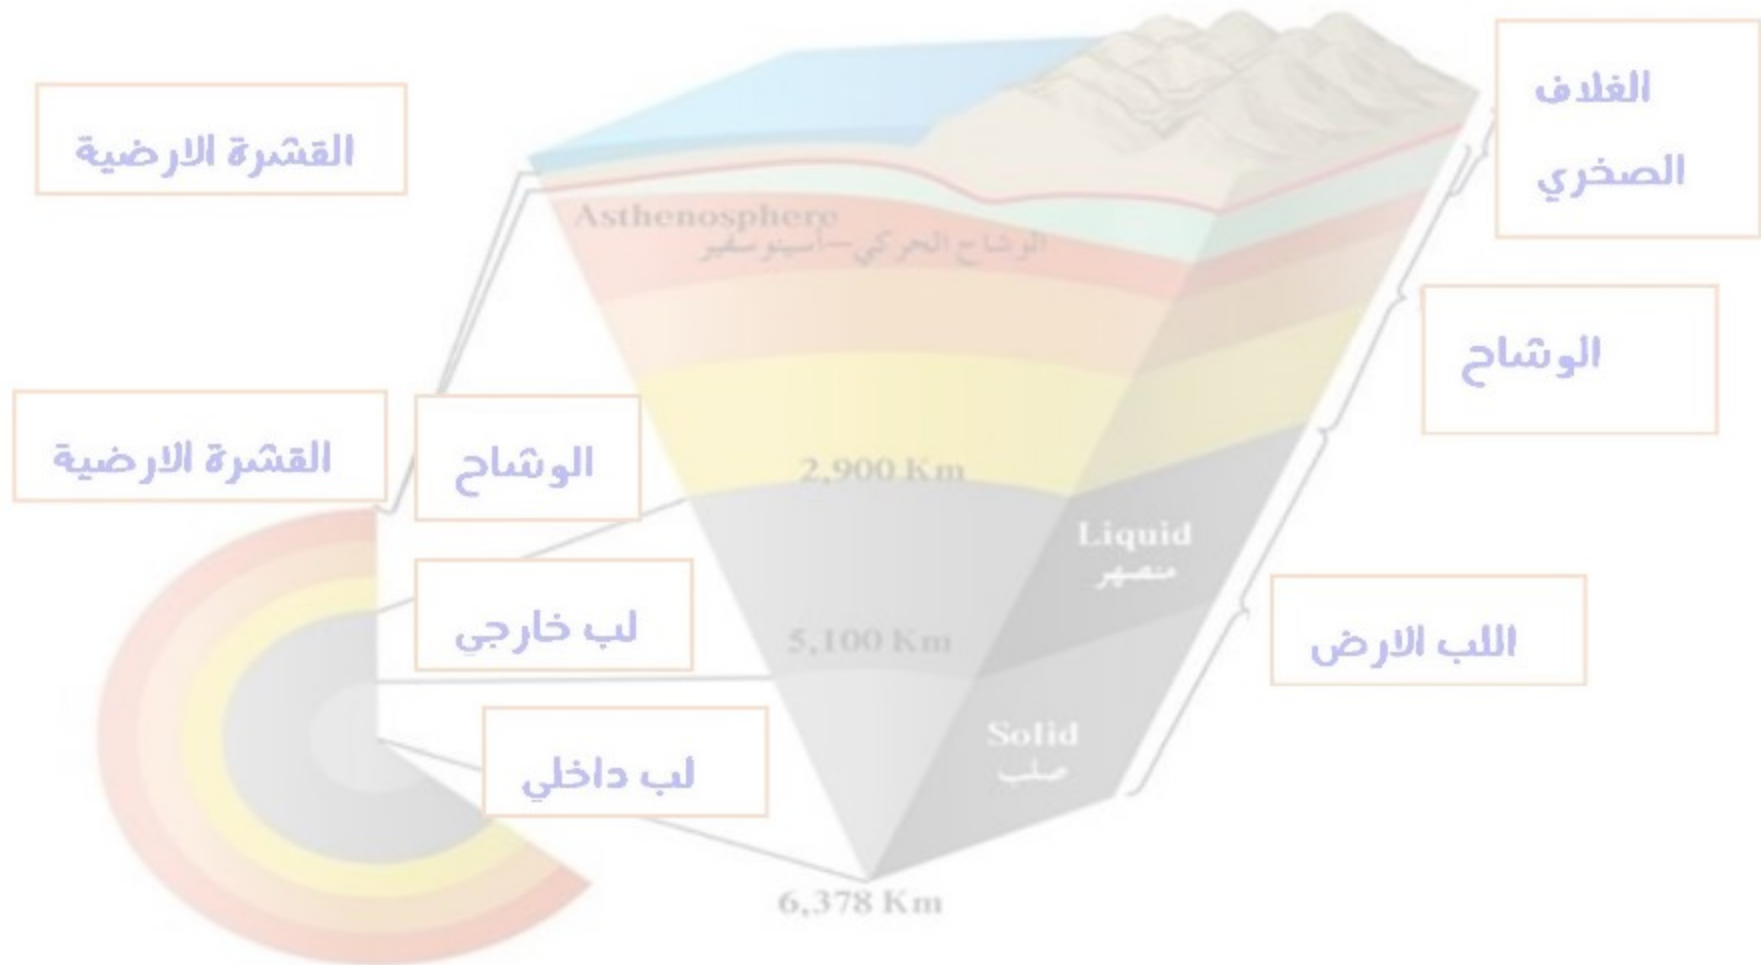 الغلاف
الصخري
القشرة الارضية
Asthenosphere
الوشاح الحركي–أسينوسفير
الوشاح
القشرة الارضية
الوشاح
2,900 Km
Liquid
منصهر
لب خارجي
5,100 Km
اللب الارض
Solid
صلب
لب داخلي
6,378 Km